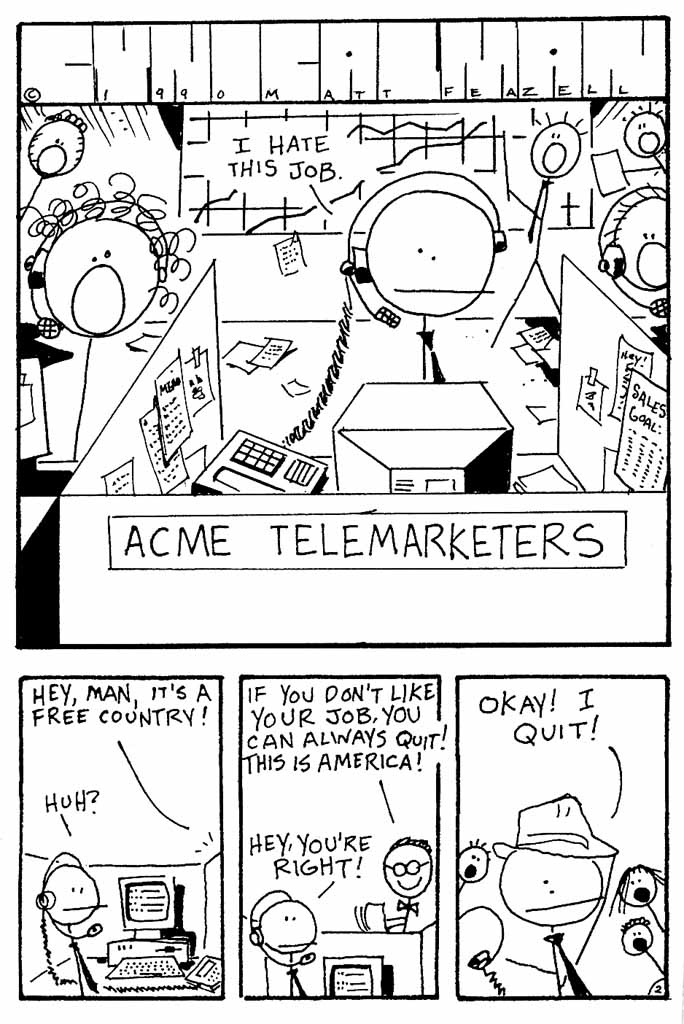 © 1990 MATT FEAZELL
I HATE
THIS JOB.
MEMO
Hey!
SALES
GOAL:
ACME TELEMARKETERS
HEY, MAN, IT'S A
FREE COUNTRY!
HUH?
IF YOU DON'T LIKE
YOUR JOB, YOU
CAN ALWAYS QUIT!
THIS IS AMERICA!
HEY, YOU'RE
RIGHT!
OKAY! I
QUIT!
2